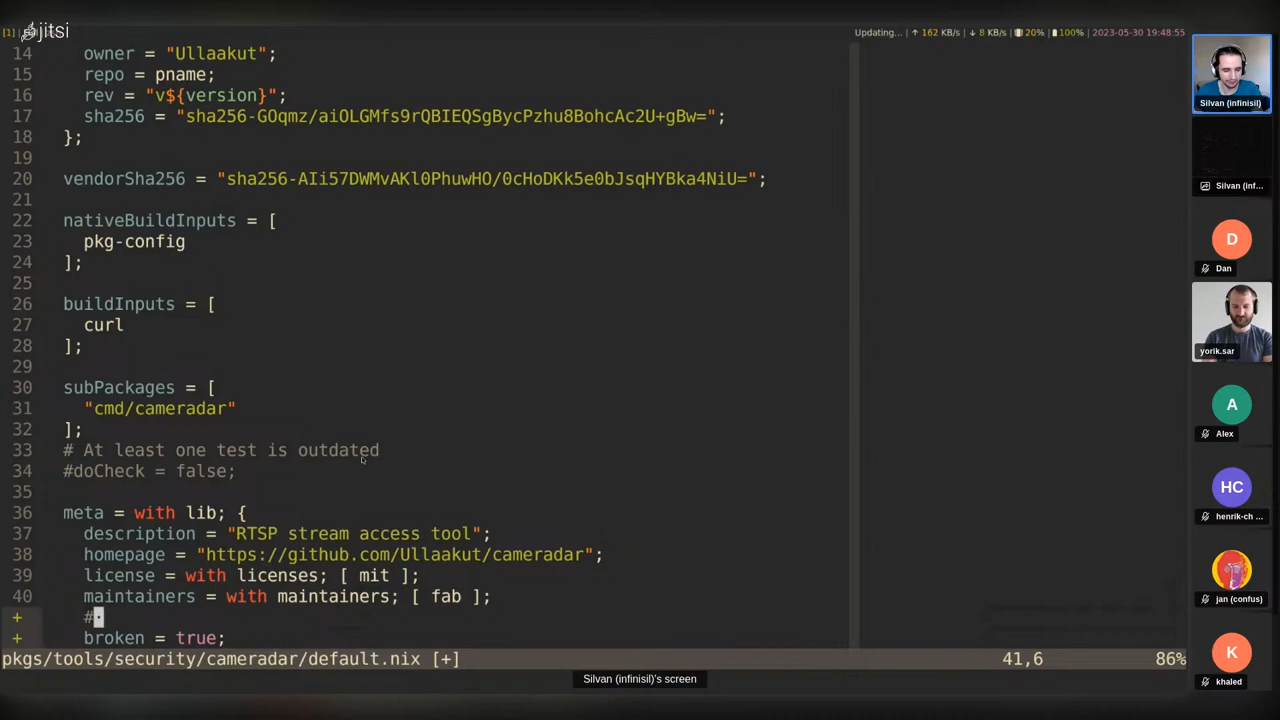 [1]
jitsi
Updating... | ↑ 162 KB/s | ↓ 8 KB/s | 20% | 100% | 2023-05-30 19:48:55
14 owner = "Ullaakut";
15 repo = pname;
16 rev = "v${version}";
17 sha256 = "sha256-GOqmz/aiOLGMfs9rQBIEQSgBycPzhu8BohcAc2U+gBw=";
18 };
19
20 vendorSha256 = "sha256-AIi57DWMvAKl0PhuwHO/0cHoDKk5e0bJsqHYBka4NiU=";
21
22 nativeBuildInputs = [
23 pkg-config
24 ];
25
26 buildInputs = [
27 curl
28 ];
29
30 subPackages = [
31 "cmd/cameradar"
32 ];
33 # At least one test is outdated
34 #doCheck = false;
35
36 meta = with lib; {
37 description = "RTSP stream access tool";
38 homepage = "https://github.com/Ullaakut/cameradar";
39 license = with licenses; [ mit ];
40 maintainers = with maintainers; [ fab ];
+ #
+ broken = true;
pkgs/tools/security/cameradar/default.nix [+] 41,6 86%
Silvan (infinisil)'s screen
Silvan (infinisil)
Silvan (inf...
D
Dan
yorik.sar
A
Alex
HC
henrik-ch ...
jan (confus)
K
khaled